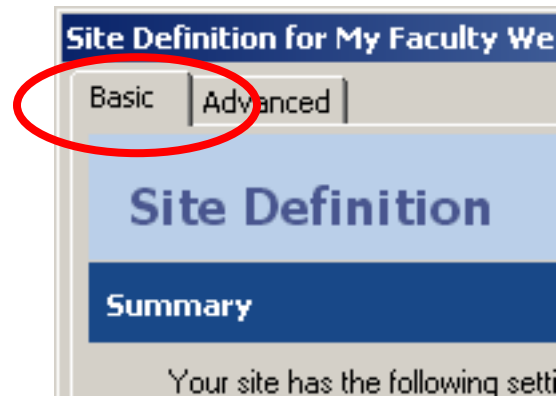 Site Definition for My Faculty We
Basic Advanced
Site Definition
Summary
Your site has the following setti